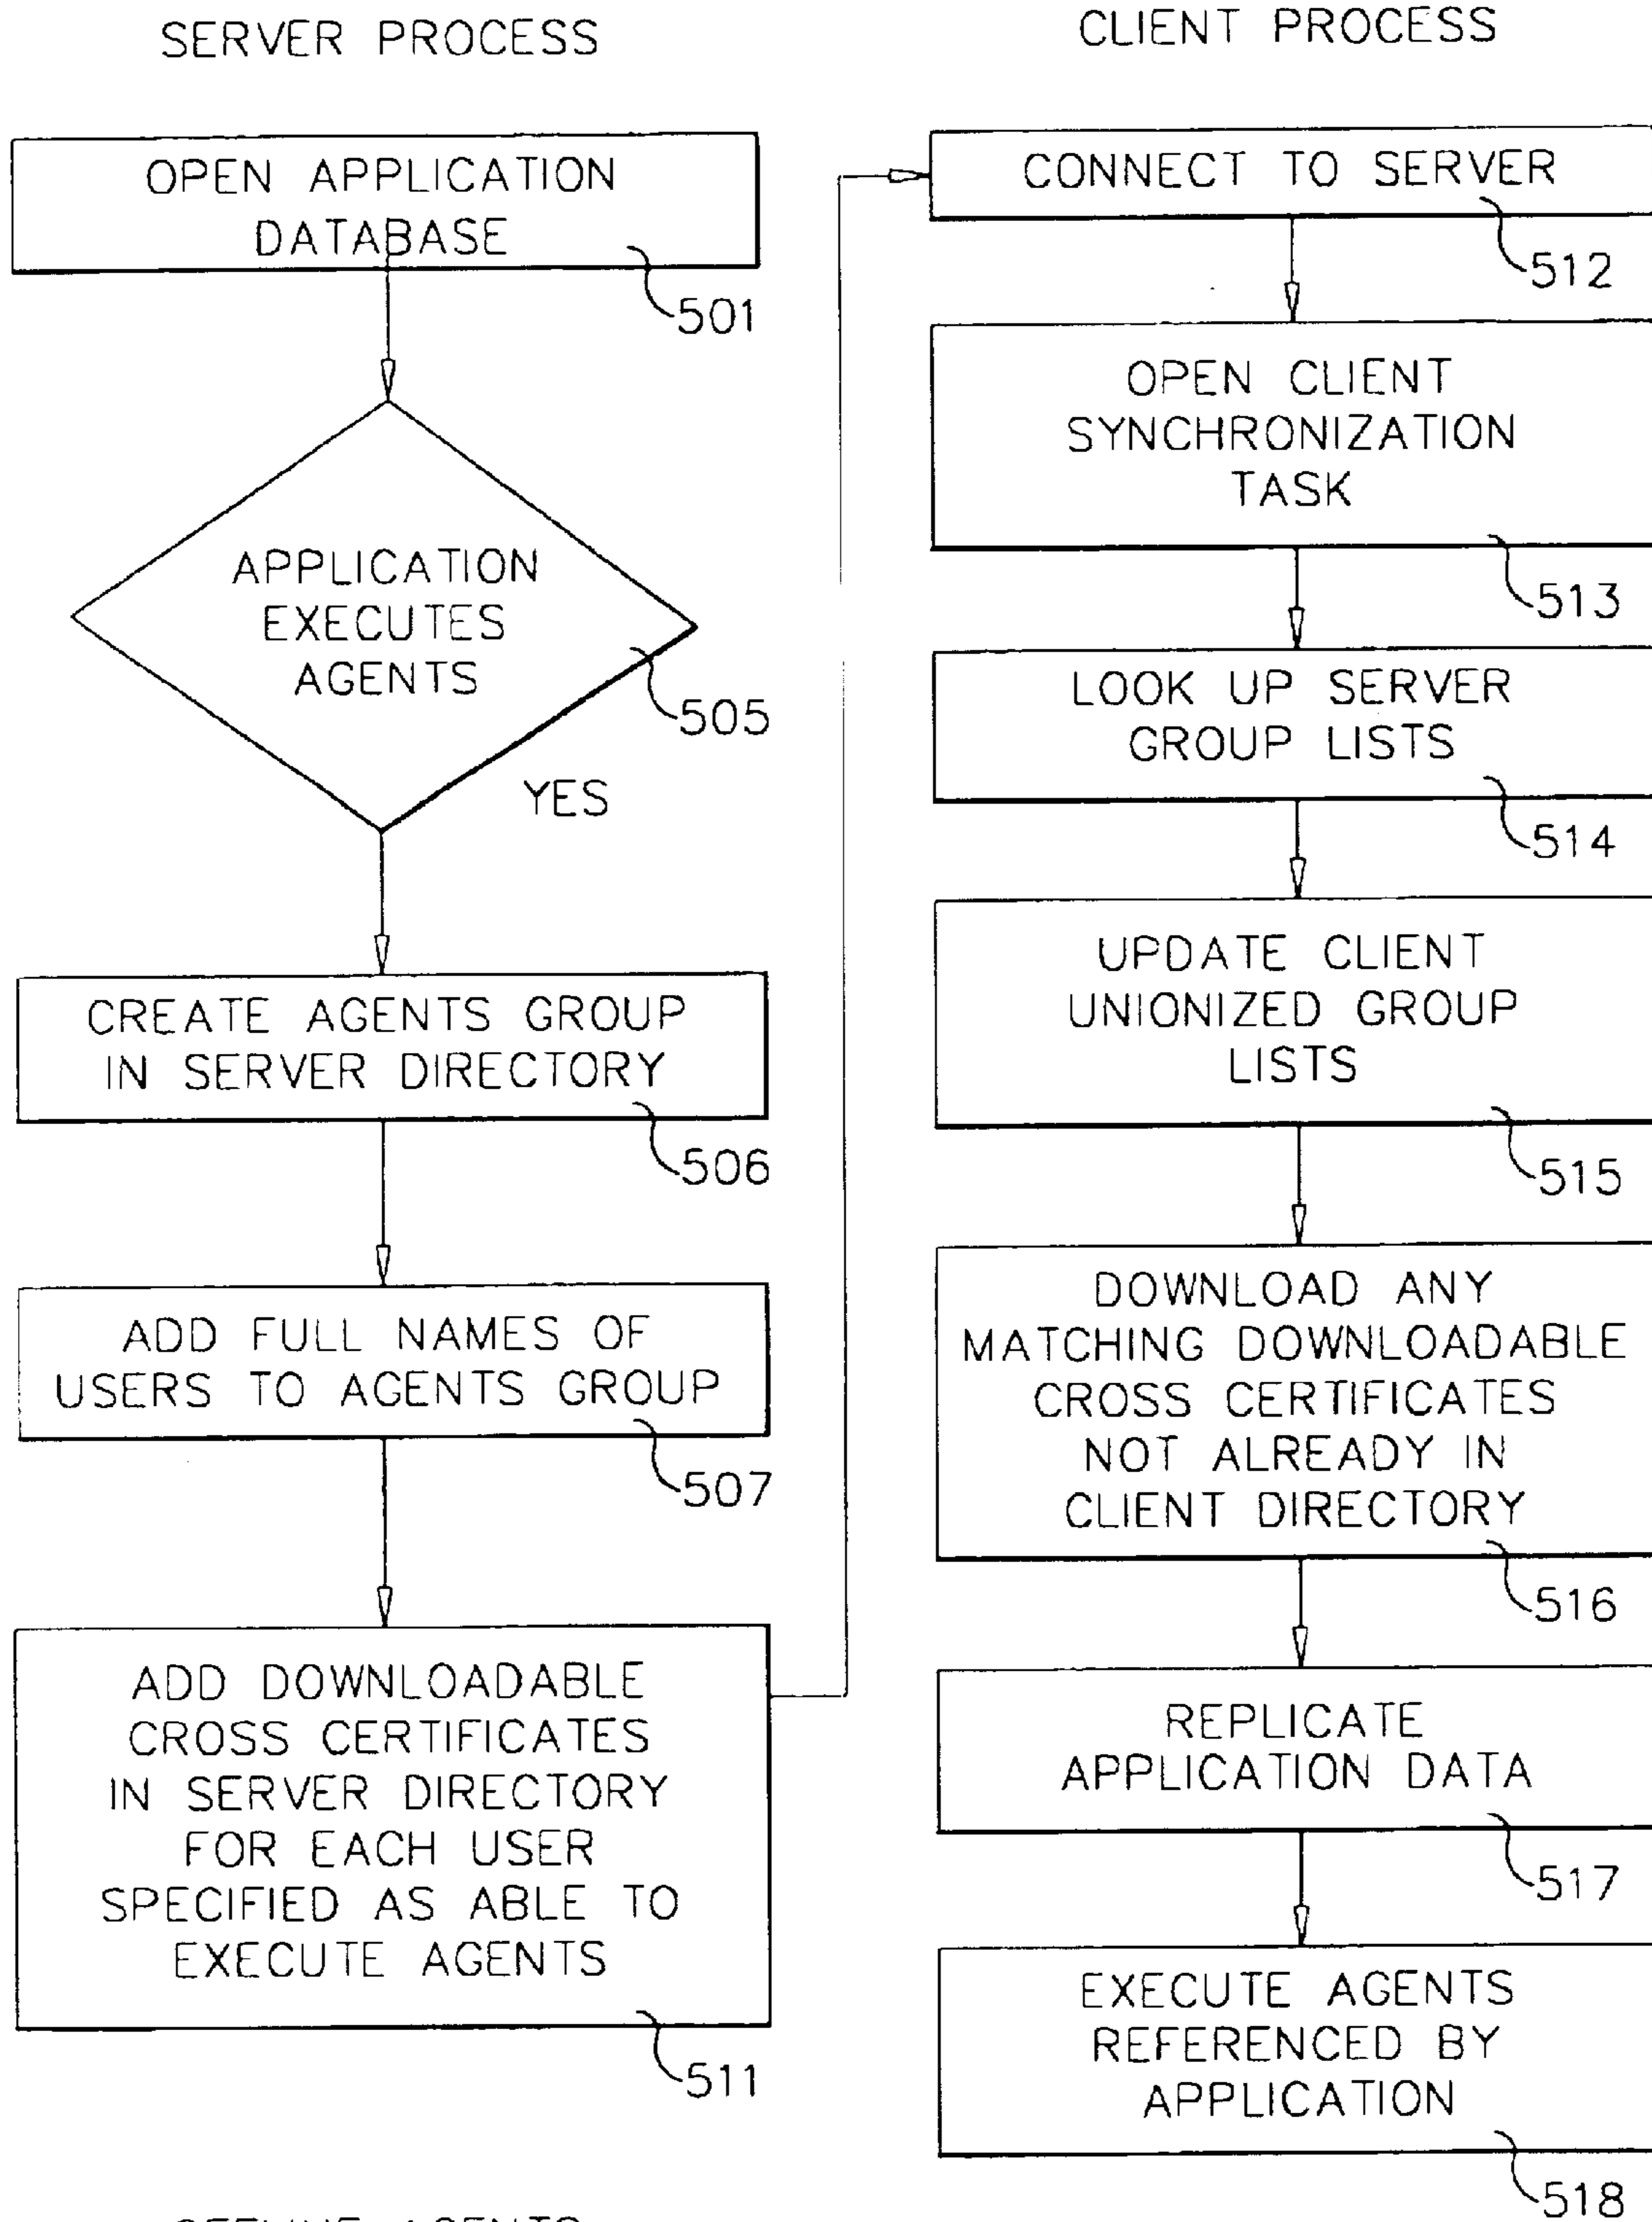 SERVER PROCESS
OPEN APPLICATION
DATABASE
501
APPLICATION
EXECUTES
AGENTS
505
YES
CREATE AGENTS GROUP
IN SERVER DIRECTORY
506
ADD FULL NAMES OF
USERS TO AGENTS GROUP
507
ADD DOWNLOADABLE
CROSS CERTIFICATES
IN SERVER DIRECTORY
FOR EACH USER
SPECIFIED AS ABLE TO
EXECUTE AGENTS
511
CLIENT PROCESS
CONNECT TO SERVER
512
OPEN CLIENT
SYNCHRONIZATION
TASK
513
LOOK UP SERVER
GROUP LISTS
514
UPDATE CLIENT
UNIONIZED GROUP
LISTS
515
DOWNLOAD ANY
MATCHING DOWNLOADABLE
CROSS CERTIFICATES
NOT ALREADY IN
CLIENT DIRECTORY
516
REPLICATE
APPLICATION DATA
517
EXECUTE AGENTS
REFERENCED BY
APPLICATION
518